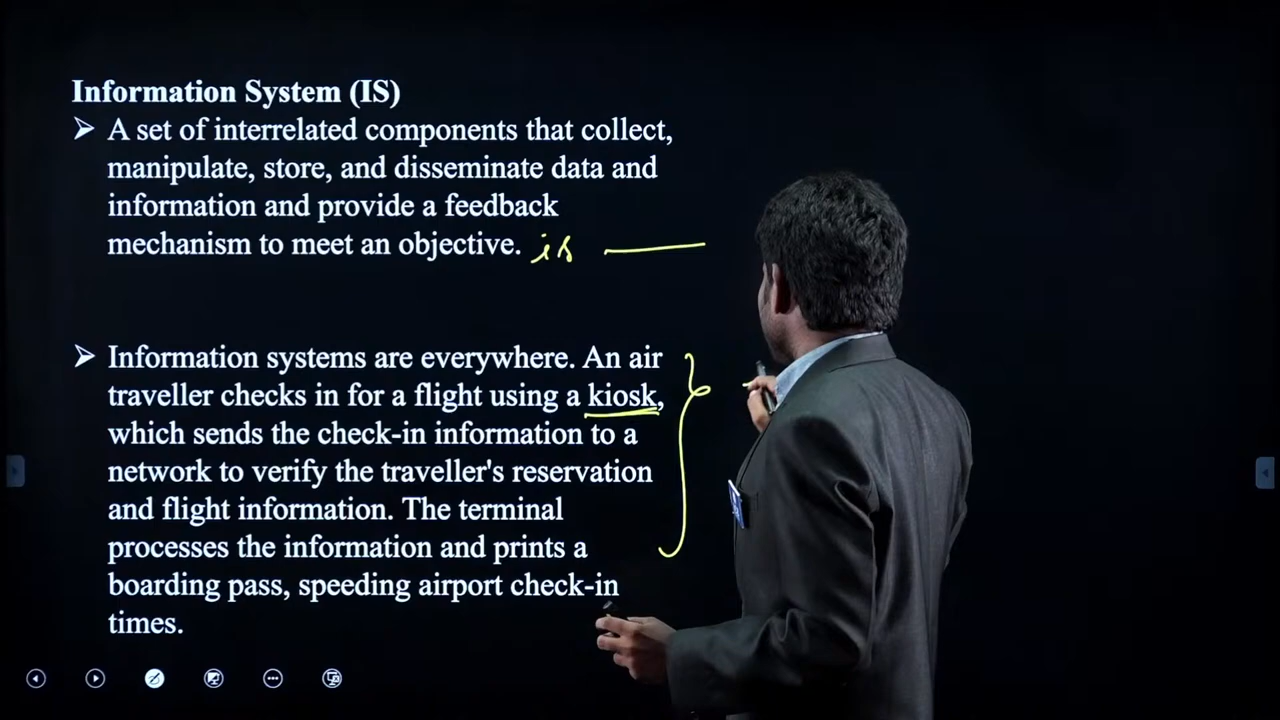 Information System (IS)
➢ A set of interrelated components that collect,
manipulate, store, and disseminate data and
information and provide a feedback
mechanism to meet an objective. is
➢ Information systems are everywhere. An air
traveller checks in for a flight using a kiosk,
which sends the check-in information to a
network to verify the traveller's reservation
and flight information. The terminal
processes the information and prints a
boarding pass, speeding airport check-in
times.